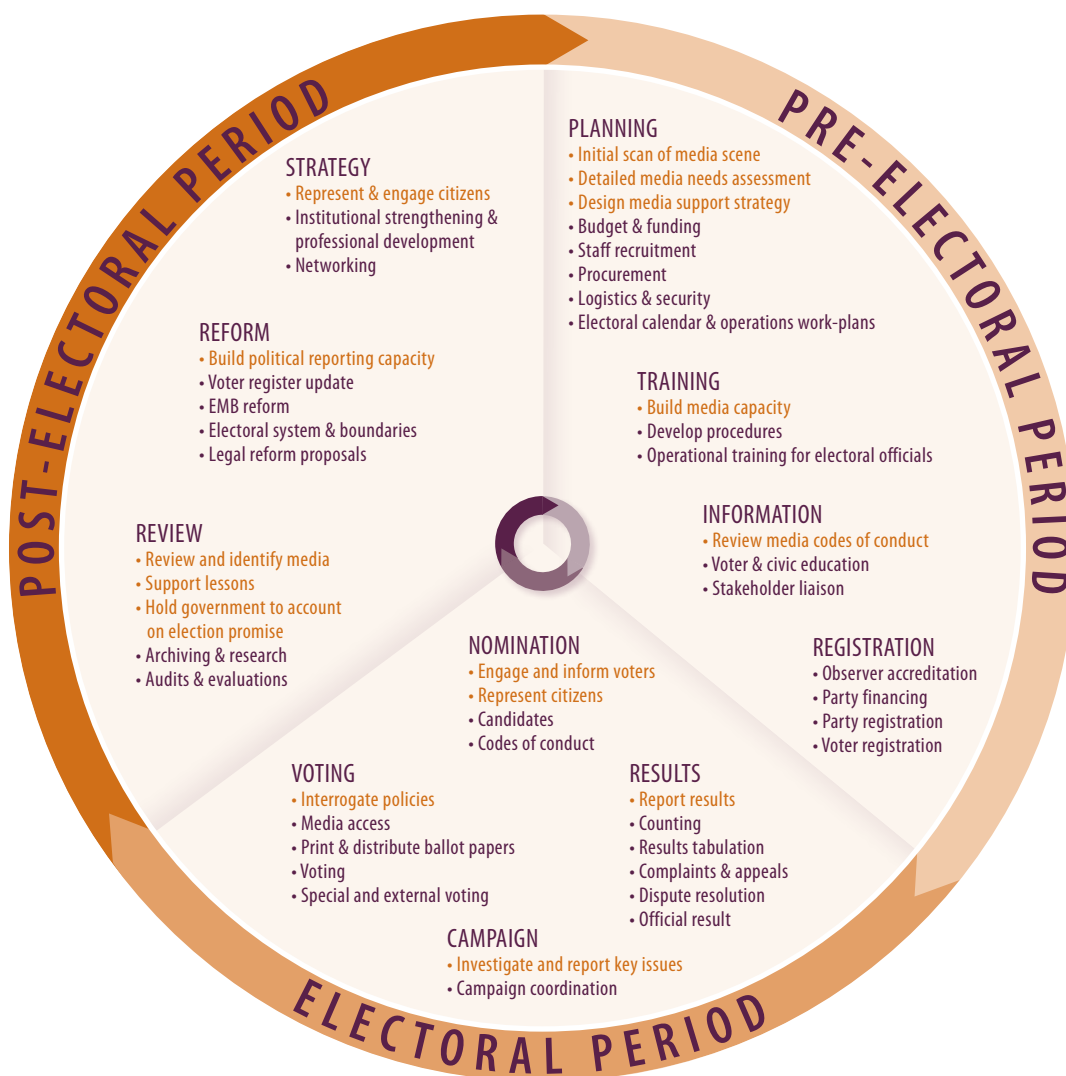 PRE-ELECTORAL PERIOD
PLANNING
• Initial scan of media scene
• Detailed media needs assessment
• Design media support strategy
• Budget & funding
• Staff recruitment
• Procurement
• Logistics & security
• Electoral calendar & operations work-plans
TRAINING
• Build media capacity
• Develop procedures
• Operational training for electoral officials
INFORMATION
• Review media codes of conduct
• Voter & civic education
• Stakeholder liaison
REGISTRATION
• Observer accreditation
• Party financing
• Party registration
• Voter registration
ELECTORAL PERIOD
NOMINATION
• Engage and inform voters
• Represent citizens
• Candidates
• Codes of conduct
VOTING
• Interrogate policies
• Media access
• Print & distribute ballot papers
• Voting
• Special and external voting
RESULTS
• Report results
• Counting
• Results tabulation
• Complaints & appeals
• Dispute resolution
• Official result
CAMPAIGN
• Investigate and report key issues
• Campaign coordination
POST-ELECTORAL PERIOD
STRATEGY
• Represent & engage citizens
• Institutional strengthening &
professional development
• Networking
REFORM
• Build political reporting capacity
• Voter register update
• EMB reform
• Electoral system & boundaries
• Legal reform proposals
REVIEW
• Review and identify media
• Support lessons
• Hold government to account
on election promise
• Archiving & research
• Audits & evaluations